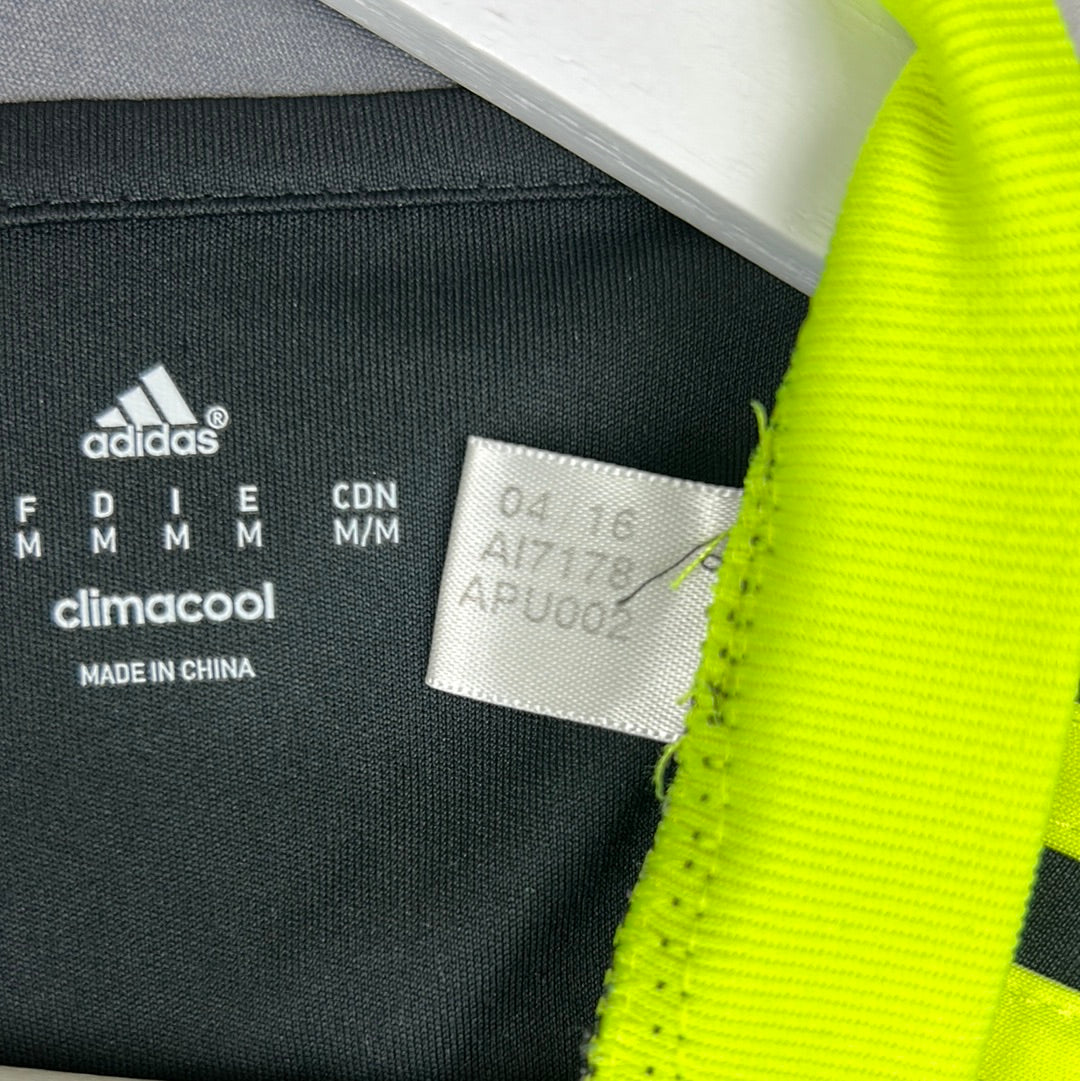 adidas®
F D I E CDN
M M M M M/M
climacool
MADE IN CHINA
04 16
AI7178
APU002